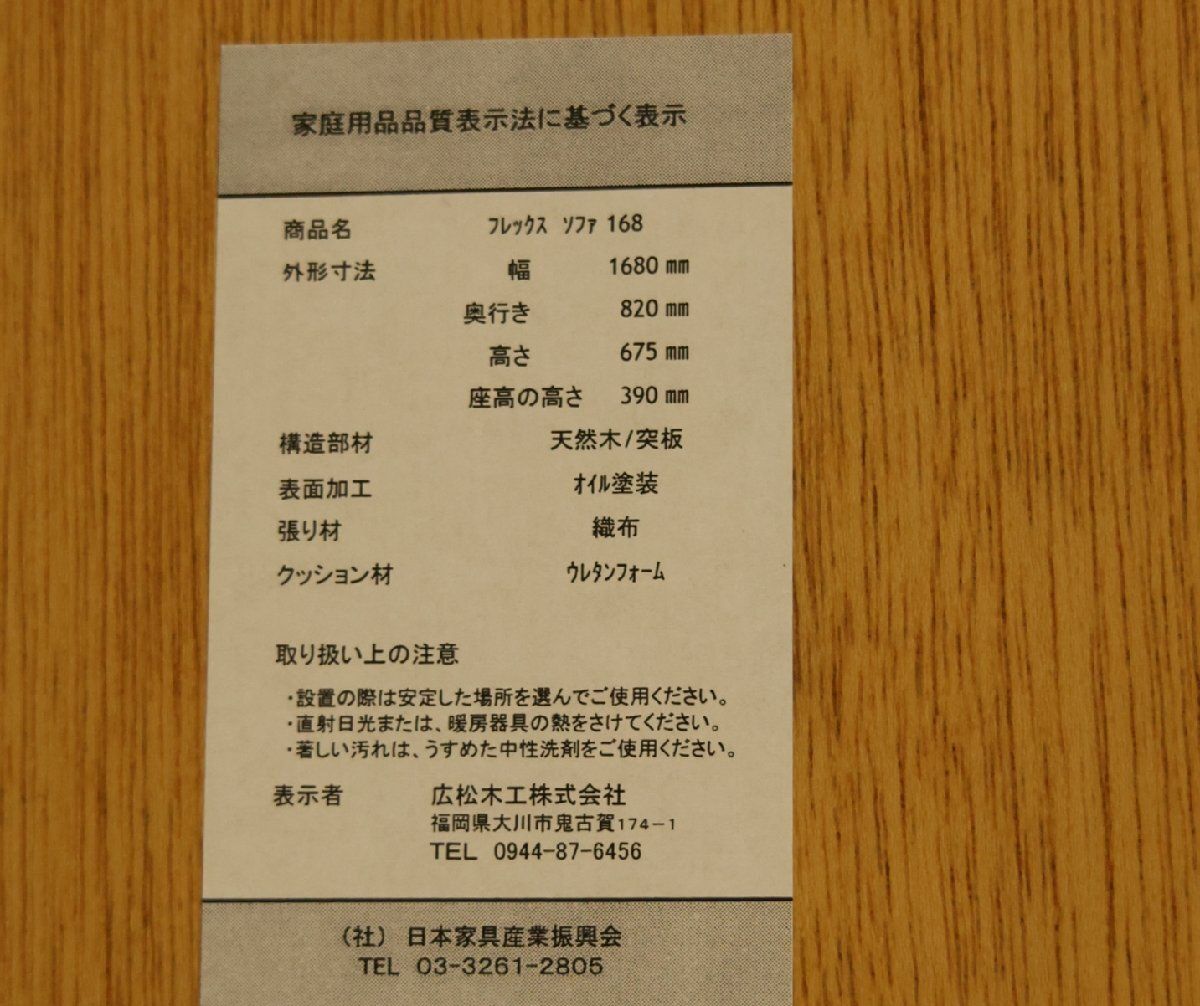 家庭用品品質表示法に基づく表示
商品名 ﾌﾚｯｸｽ ｿﾌｧ 168
外形寸法 幅 1680 ㎜
奥行き 820 ㎜
高さ 675 ㎜
座高の高さ 390 ㎜
構造部材 天然木/突板
表面加工 ｵｲﾙ塗装
張り材 織布
クッション材 ｳﾚﾀﾝﾌｫｰﾑ
取り扱い上の注意
・設置の際は安定した場所を選んでご使用ください。
・直射日光または、暖房器具の熱をさけてください。
・著しい汚れは、うすめた中性洗剤をご使用ください。
表示者 広松木工株式会社
福岡県大川市鬼古賀174－1
TEL 0944-87-6456
（社） 日本家具産業振興会
TEL 03-3261-2805